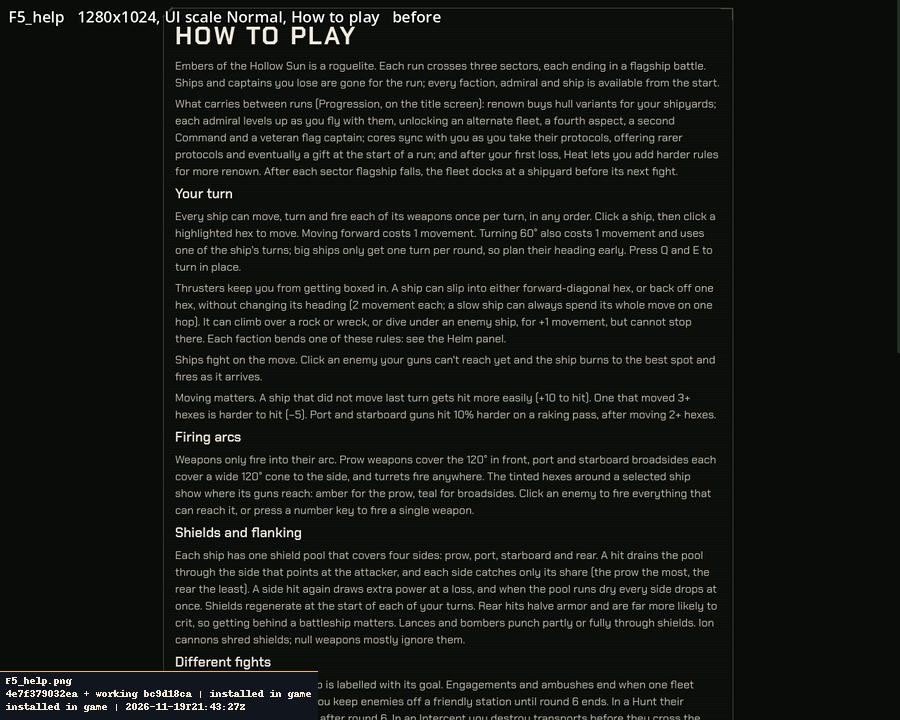 F5_help 1280x1024, UI scale Normal, How to play before
HOW TO PLAY
Embers of the Hollow Sun is a roguelite. Each run crosses three sectors, each ending in a flagship battle.
Ships and captains you lose are gone for the run; every faction, admiral and ship is available from the start.
What carries between runs (Progression, on the title screen): renown buys hull variants for your shipyards;
each admiral levels up as you fly with them, unlocking an alternate fleet, a fourth aspect, a second
Command and a veteran flag captain; cores sync with you as you take their protocols, offering rarer
protocols and eventually a gift at the start of a run; and after your first loss, Heat lets you add harder rules
for more renown. After each sector flagship falls, the fleet docks at a shipyard before its next fight.
Your turn
Every ship can move, turn and fire each of its weapons once per turn, in any order. Click a ship, then click a
highlighted hex to move. Moving forward costs 1 movement. Turning 60° also costs 1 movement and uses
one of the ship's turns; big ships only get one turn per round, so plan their heading early. Press Q and E to
turn in place.
Thrusters keep you from getting boxed in. A ship can slip into either forward-diagonal hex, or back off one
hex, without changing its heading (2 movement each; a slow ship can always spend its whole move on one
hop). It can climb over a rock or wreck, or dive under an enemy ship, for +1 movement, but cannot stop
there. Each faction bends one of these rules: see the Helm panel.
Ships fight on the move. Click an enemy your guns can't reach yet and the ship burns to the best spot and
fires as it arrives.
Moving matters. A ship that did not move last turn gets hit more easily (+10 to hit). One that moved 3+
hexes is harder to hit (−5). Port and starboard guns hit 10% harder on a raking pass, after moving 2+ hexes.
Firing arcs
Weapons only fire into their arc. Prow weapons cover the 120° in front, port and starboard broadsides each
cover a wide 120° cone to the side, and turrets fire anywhere. The tinted hexes around a selected ship
show where its guns reach: amber for the prow, teal for broadsides. Click an enemy to fire everything that
can reach it, or press a number key to fire a single weapon.
Shields and flanking
Each ship has one shield pool that covers four sides: prow, port, starboard and rear. A hit drains the pool
through the side that points at the attacker, and each side catches only its share (the prow the most, the
rear the least). A side hit again draws extra power at a loss, and when the pool runs dry every side drops at
once. Shields regenerate at the start of each of your turns. Rear hits halve armor and are far more likely to
crit, so getting behind a battleship matters. Lances and bombers punch partly or fully through shields. Ion
cannons shred shields; null weapons mostly ignore them.
Different fights
is labelled with its goal. Engagements and ambushes end when one fleet
you keep enemies off a friendly station until round 6 ends. In a Hunt their
after round 6. In an Intercept you destroy transports before they cross the
F5_help.png
4e7f379032ea + working bc9d18ca | installed in game
installed in game | 2026-11-19T21:43:27Z